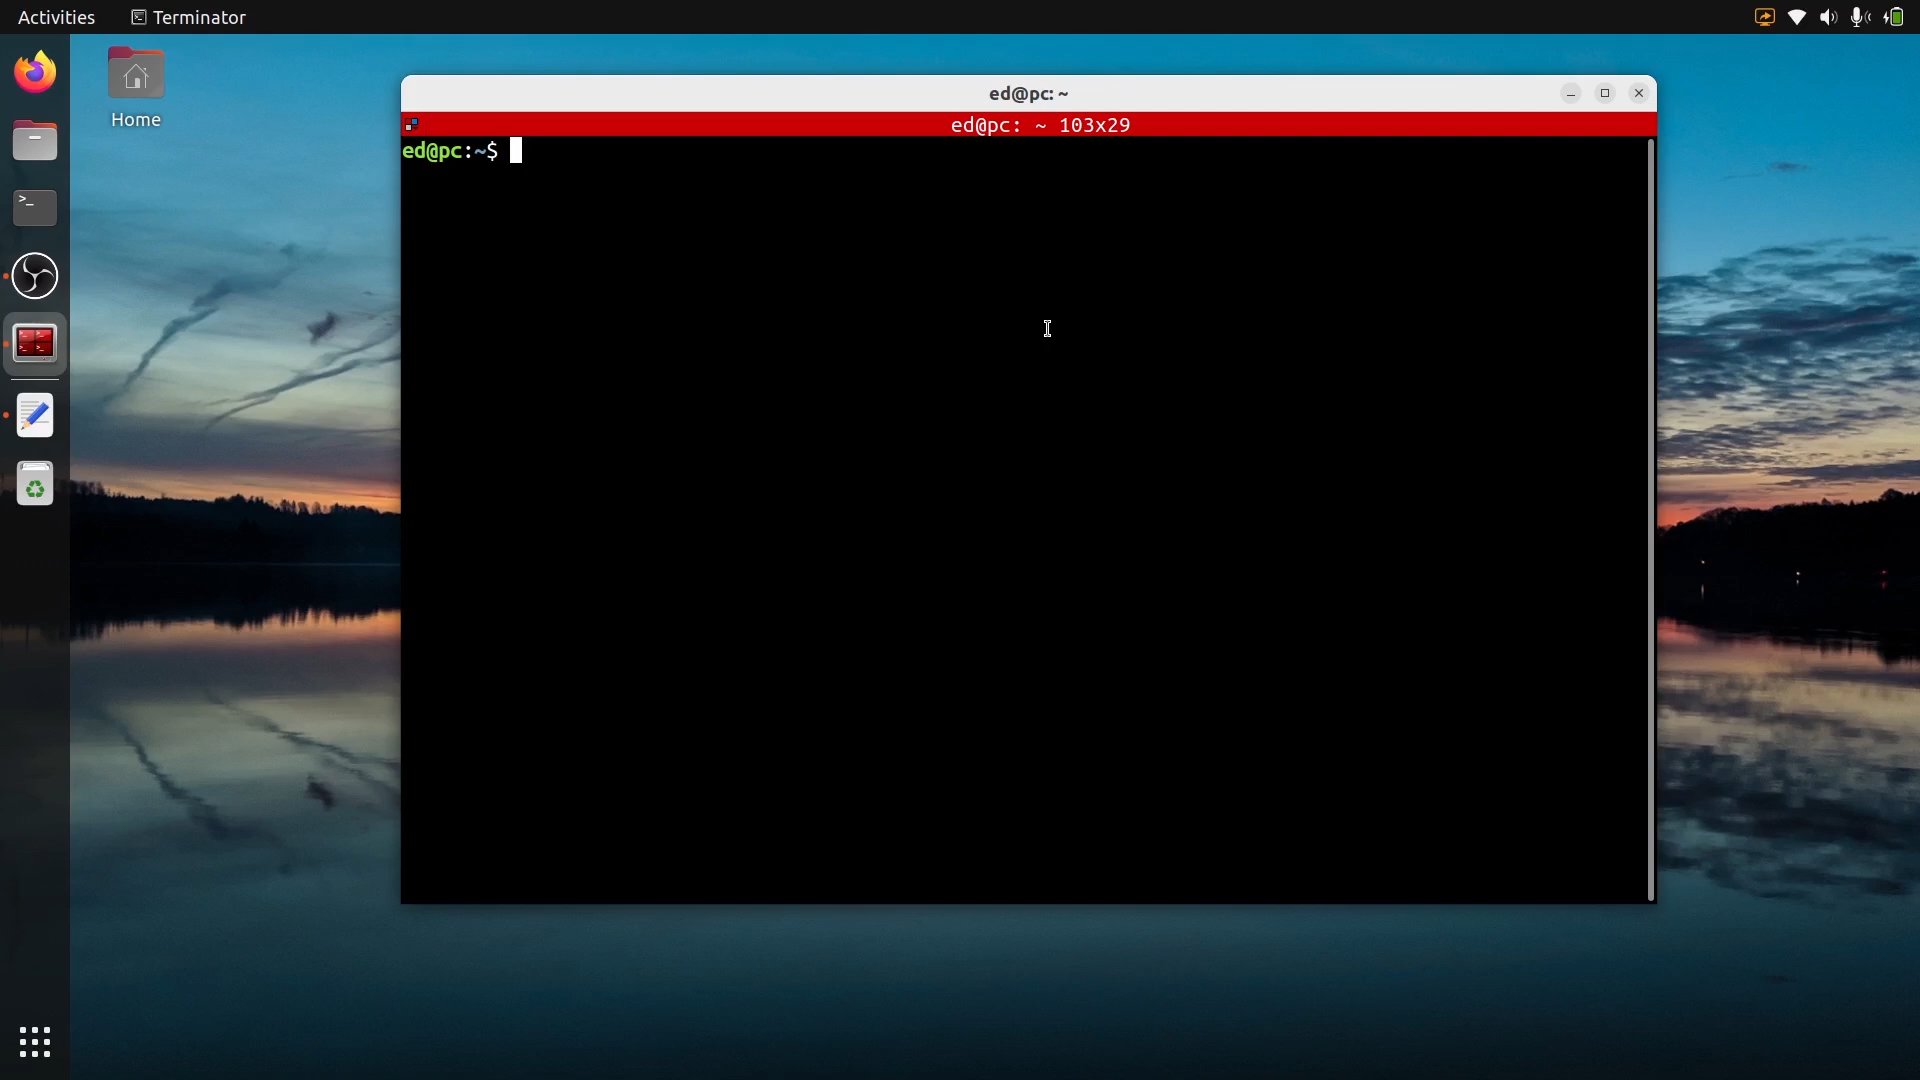 Activities
Terminator
Home
ed@pc: ~
ed@pc: ~ 103x29
ed@pc:~$
>_